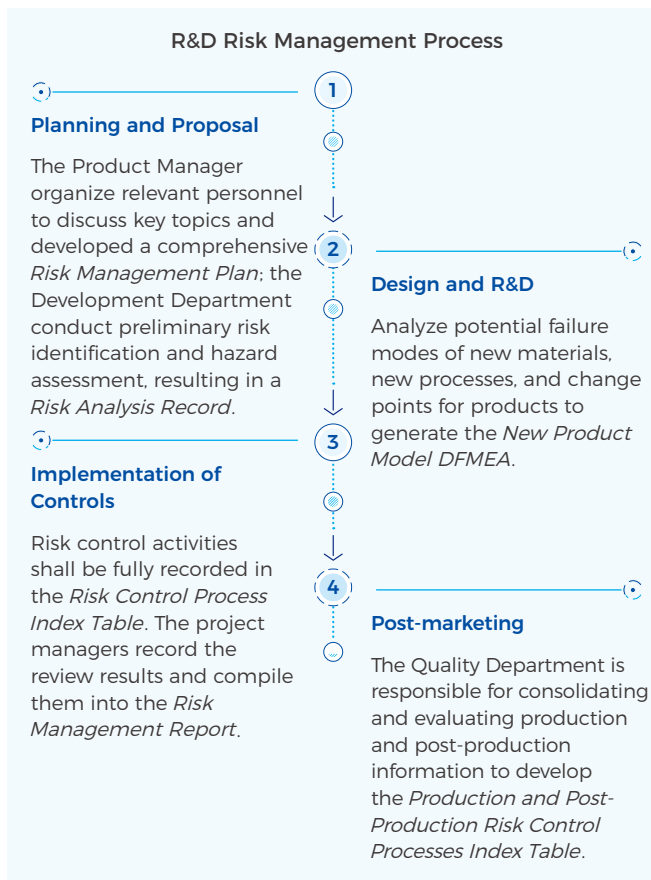 R&D Risk Management Process
1
Planning and Proposal
The Product Manager
organize relevant personnel
to discuss key topics and
developed a comprehensive
Risk Management Plan; the
Development Department
conduct preliminary risk
identification and hazard
assessment, resulting in a
Risk Analysis Record.
2
Design and R&D
Analyze potential failure
modes of new materials,
new processes, and change
points for products to
generate the New Product
Model DFMEA.
3
Implementation of
Controls
Risk control activities
shall be fully recorded in
the Risk Control Process
Index Table. The project
managers record the
review results and compile
them into the Risk
Management Report.
4
Post-marketing
The Quality Department is
responsible for consolidating
and evaluating production
and post-production
information to develop
the Production and Post-
Production Risk Control
Processes Index Table.